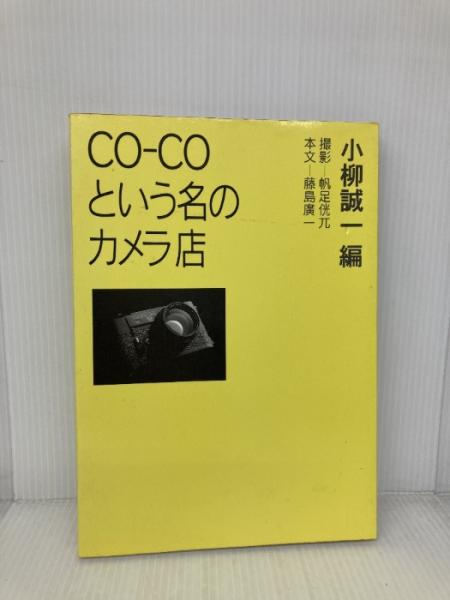 CO-CO
という名の
カメラ店
小柳誠一 編
撮影―帆足侊兀
本文―藤島廣一